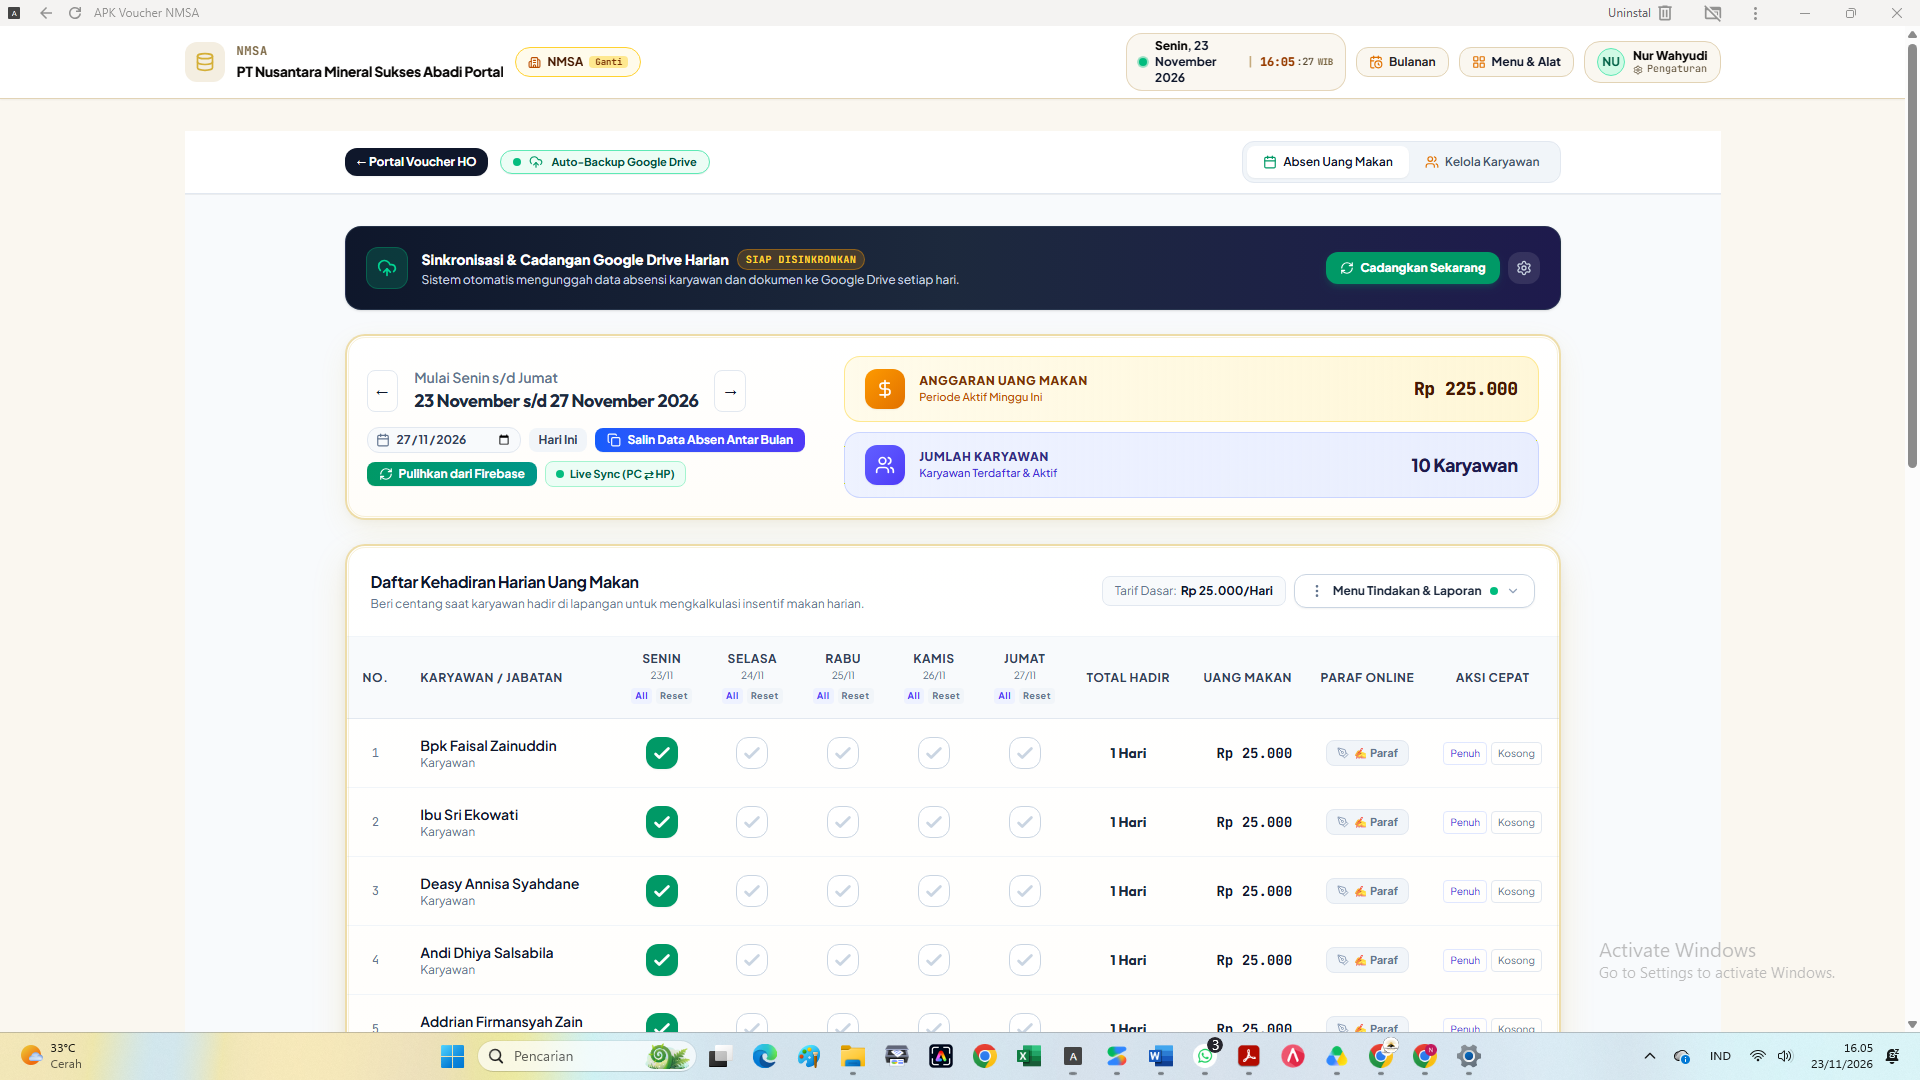 APK Voucher NMSA
Uninstal
NMSA
PT Nusantara Mineral Sukses Abadi Portal
NMSA Ganti
Senin, 23 November 2026 | 16:05:27 WIB
Bulanan
Menu & Alat
NU
Nur Wahyudi
Pengaturan
← Portal Voucher HO
Auto-Backup Google Drive
Absen Uang Makan
Kelola Karyawan
Sinkronisasi & Cadangan Google Drive Harian SIAP DISINKRONKAN
Sistem otomatis mengunggah data absensi karyawan dan dokumen ke Google Drive setiap hari.
Cadangkan Sekarang
Mulai Senin s/d Jumat
← 23 November s/d 27 November 2026 →
27/11/2026 Hari Ini Salin Data Absen Antar Bulan
Pulihkan dari Firebase Live Sync (PC ⇄ HP)
ANGGARAN UANG MAKAN
Periode Aktif Minggu Ini
Rp 225.000
JUMLAH KARYAWAN
Karyawan Terdaftar & Aktif
10 Karyawan
Daftar Kehadiran Harian Uang Makan
Beri centang saat karyawan hadir di lapangan untuk mengkalkulasi insentif makan harian.
Tarif Dasar: Rp 25.000/Hari
Menu Tindakan & Laporan
NO. KARYAWAN / JABATAN SENIN SELASA RABU KAMIS JUMAT TOTAL HADIR UANG MAKAN PARAF ONLINE AKSI CEPAT
23/11 24/11 25/11 26/11 27/11
All Reset All Reset All Reset All Reset All Reset
1 Bpk Faisal Zainuddin 1 Hari Rp 25.000 ✍️ Paraf Penuh Kosong
Karyawan
2 Ibu Sri Ekowati 1 Hari Rp 25.000 ✍️ Paraf Penuh Kosong
Karyawan
3 Deasy Annisa Syahdane 1 Hari Rp 25.000 ✍️ Paraf Penuh Kosong
Karyawan
4 Andi Dhiya Salsabila 1 Hari Rp 25.000 ✍️ Paraf Penuh Kosong
Karyawan
5 Addrian Firmansyah Zain 1 Hari Rp 25.000 ✍️ Paraf Penuh Kosong
Activate Windows
Go to Settings to activate Windows.
33°C
Cerah
Pencarian
3
IND
16.05
23/11/2026